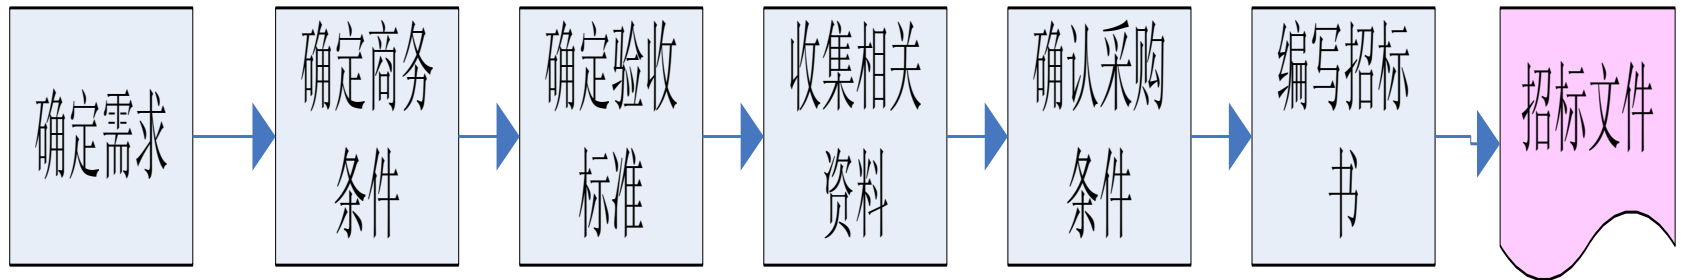 确定需求
确定商务
条件
确定验收
标准
收集相关
资料
确认采购
条件
编写招标
书
招标文件